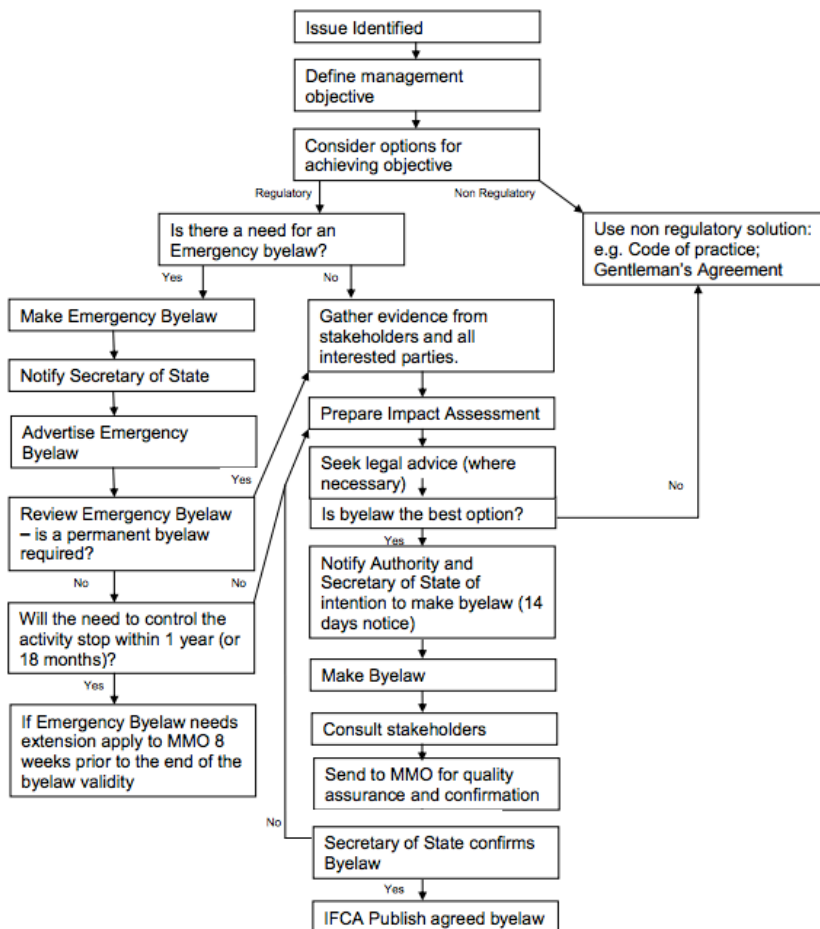 Issue Identified
Define management
objective
Consider options for
achieving objective
Regulatory
Non Regulatory
Is there a need for an
Emergency byelaw?
Use non regulatory solution:
e.g. Code of practice;
Gentleman's Agreement
Yes
No
Make Emergency Byelaw
Gather evidence from
stakeholders and all
interested parties.
Notify Secretary of State
Prepare Impact Assessment
Advertise Emergency
Byelaw
Yes
Seek legal advice (where
necessary)
No
Review Emergency Byelaw
– is a permanent byelaw
required?
Is byelaw the best option?
Yes
No
No
Notify Authority and
Secretary of State of
intention to make byelaw (14
days notice)
Will the need to control the
activity stop within 1 year (or
18 months)?
Yes
Make Byelaw
If Emergency Byelaw needs
extension apply to MMO 8
weeks prior to the end of the
byelaw validity
Consult stakeholders
Send to MMO for quality
assurance and confirmation
No
Secretary of State confirms
Byelaw
Yes
IFCA Publish agreed byelaw